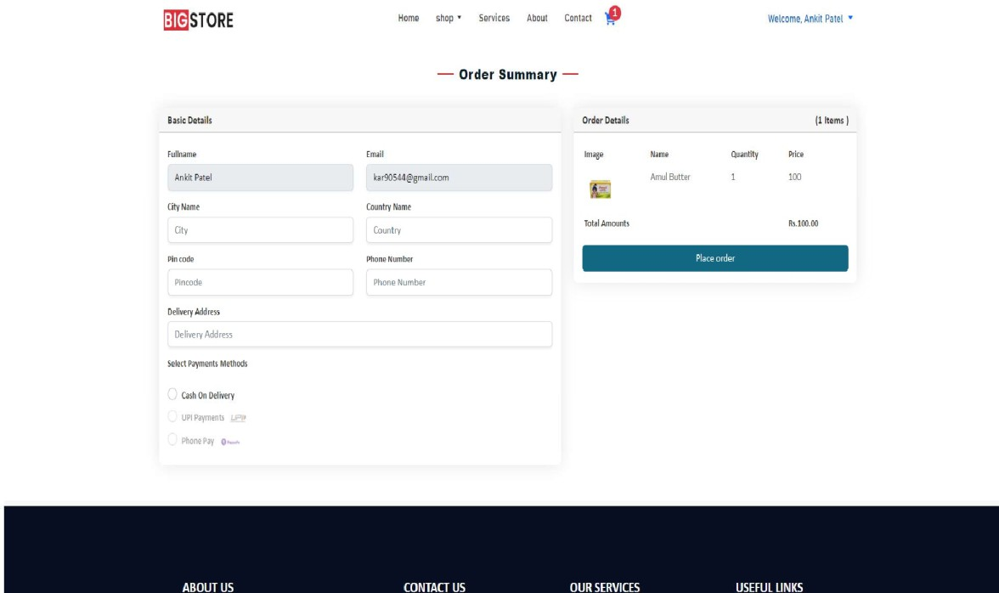 BIGSTORE
Home shop Services About Contact 1
Welcome, Ankit Patel
Order Summary
Basic Details
Fullname Email
Ankit Patel kar90544@gmail.com
City Name Country Name
City Country
Pin code Phone Number
Pincode Phone Number
Delivery Address
Delivery Address
Select Payments Methods
Cash On Delivery
UPI Payments UPI
Phone Pay
Order Details (1 Items )
Image Name Quantity Price
Amul Butter 1 100
Total Amounts Rs.100.00
Place order
ABOUT US CONTACT US OUR SERVICES USEFUL LINKS